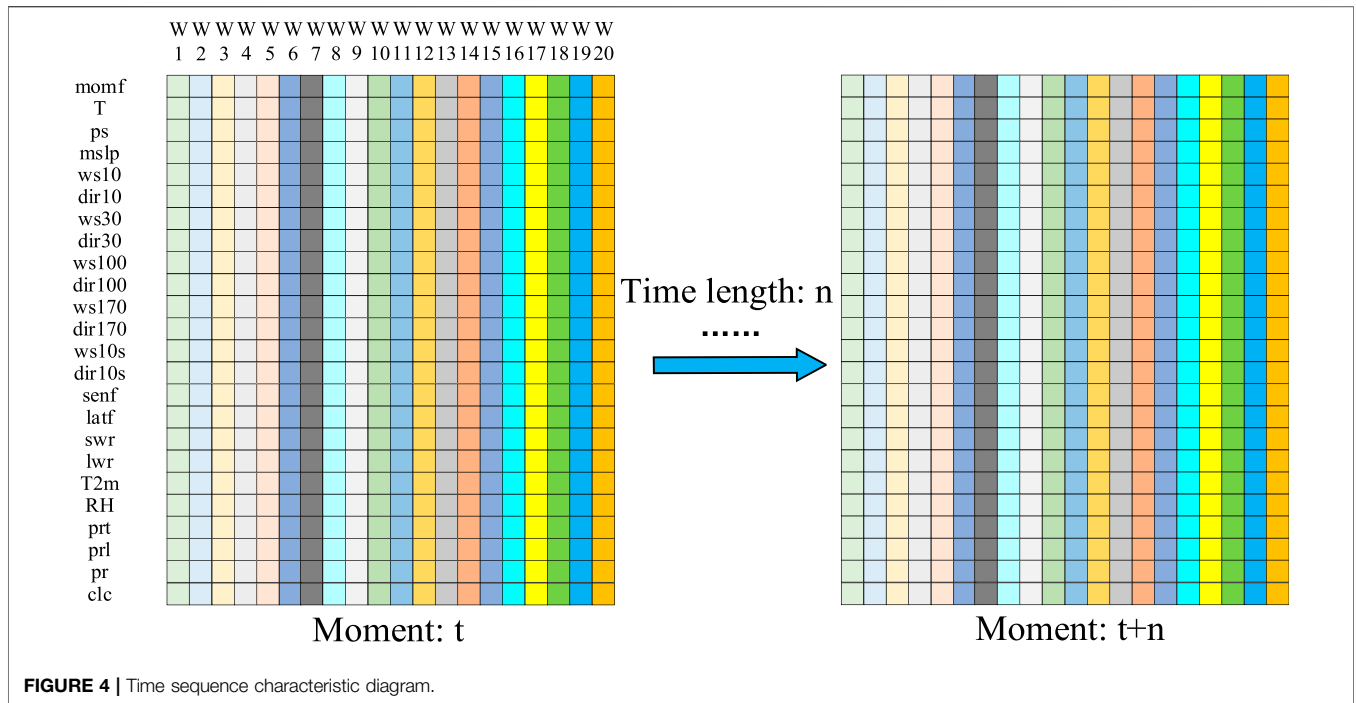 W W W W W W W W W W W W W W W W W W W W
1 2 3 4 5 6 7 8 9 10 11 12 13 14 15 16 17 18 19 20
momf
T
ps
mslp
ws10
dir10
ws30
dir30
ws100
dir100
ws170
dir170
ws10s
dir10s
senf
latf
swr
lwr
T2m
RH
prt
prl
pr
clc
Time length: n
......
Moment: t
Moment: t+n
FIGURE 4 | Time sequence characteristic diagram.